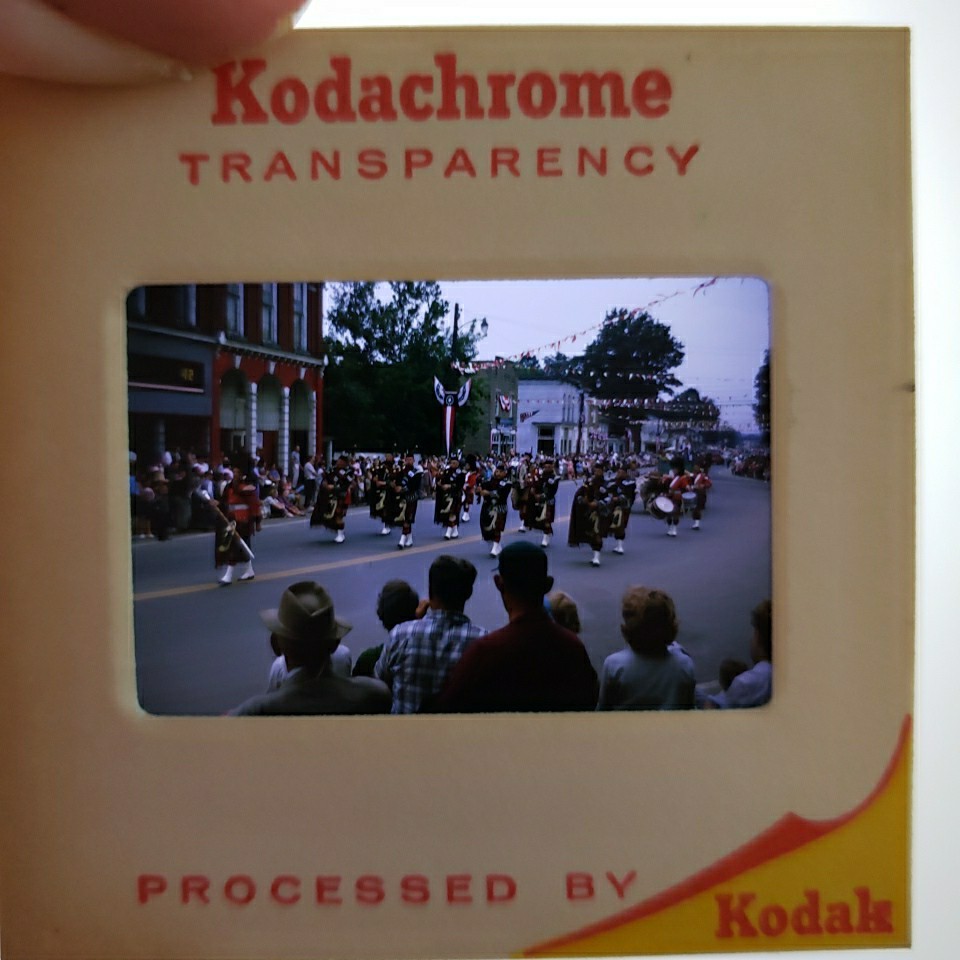 Kodachrome
TRANSPARENCY
PROCESSED BY
Kodak